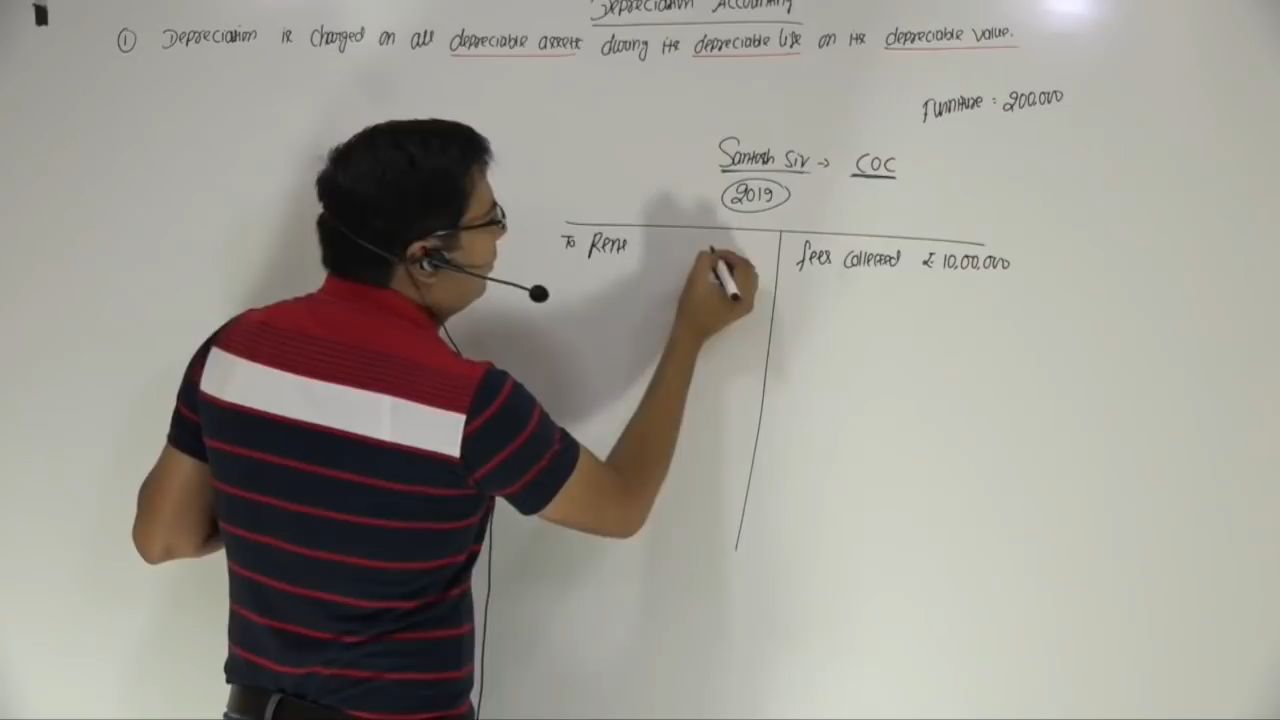 Depreciation Accounting
① Depreciation is charged on all depreciable assets during its depreciable life on its depreciable value.
Furniture : 200,000
Santosh Sir → COC
2019
To Rent
fees collected ₹ 10,00,000